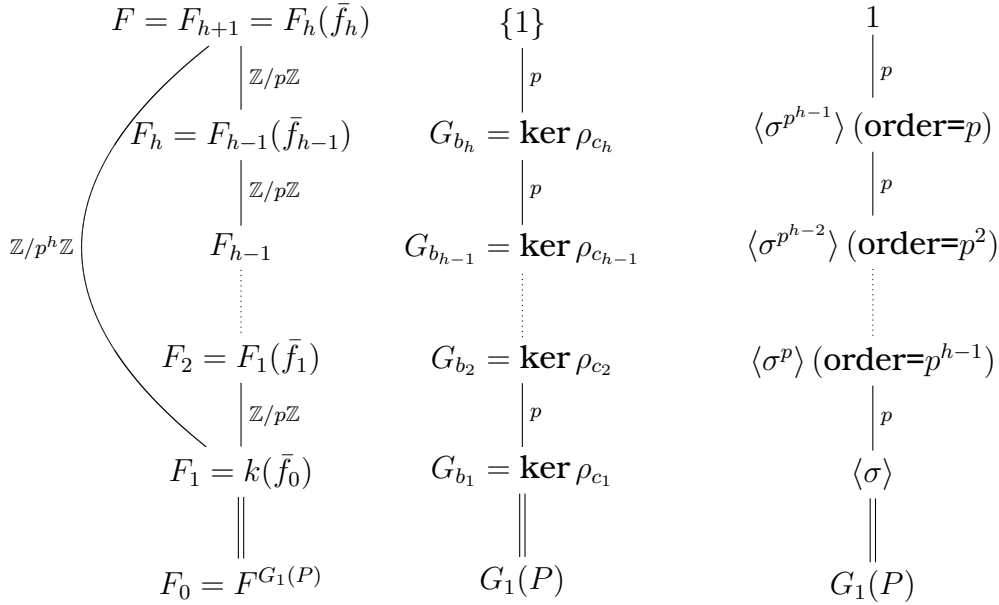 F = F_{h+1} = F_h(\bar{f}_h) {1} 1
ℤ/pℤ p p
F_h = F_{h-1}(\bar{f}_{h-1}) G_{b_h} = ker ρ_{c_h} ⟨σ^{p^{h-1}}⟩ (order=p)
ℤ/pℤ p p
ℤ/p^hℤ F_{h-1} G_{b_{h-1}} = ker ρ_{c_{h-1}} ⟨σ^{p^{h-2}}⟩ (order=p^2)
F_2 = F_1(\bar{f}_1) G_{b_2} = ker ρ_{c_2} ⟨σ^p⟩ (order=p^{h-1})
ℤ/pℤ p p
F_1 = k(\bar{f}_0) G_{b_1} = ker ρ_{c_1} ⟨σ⟩
F_0 = F^{G_1(P)} G_1(P) G_1(P)